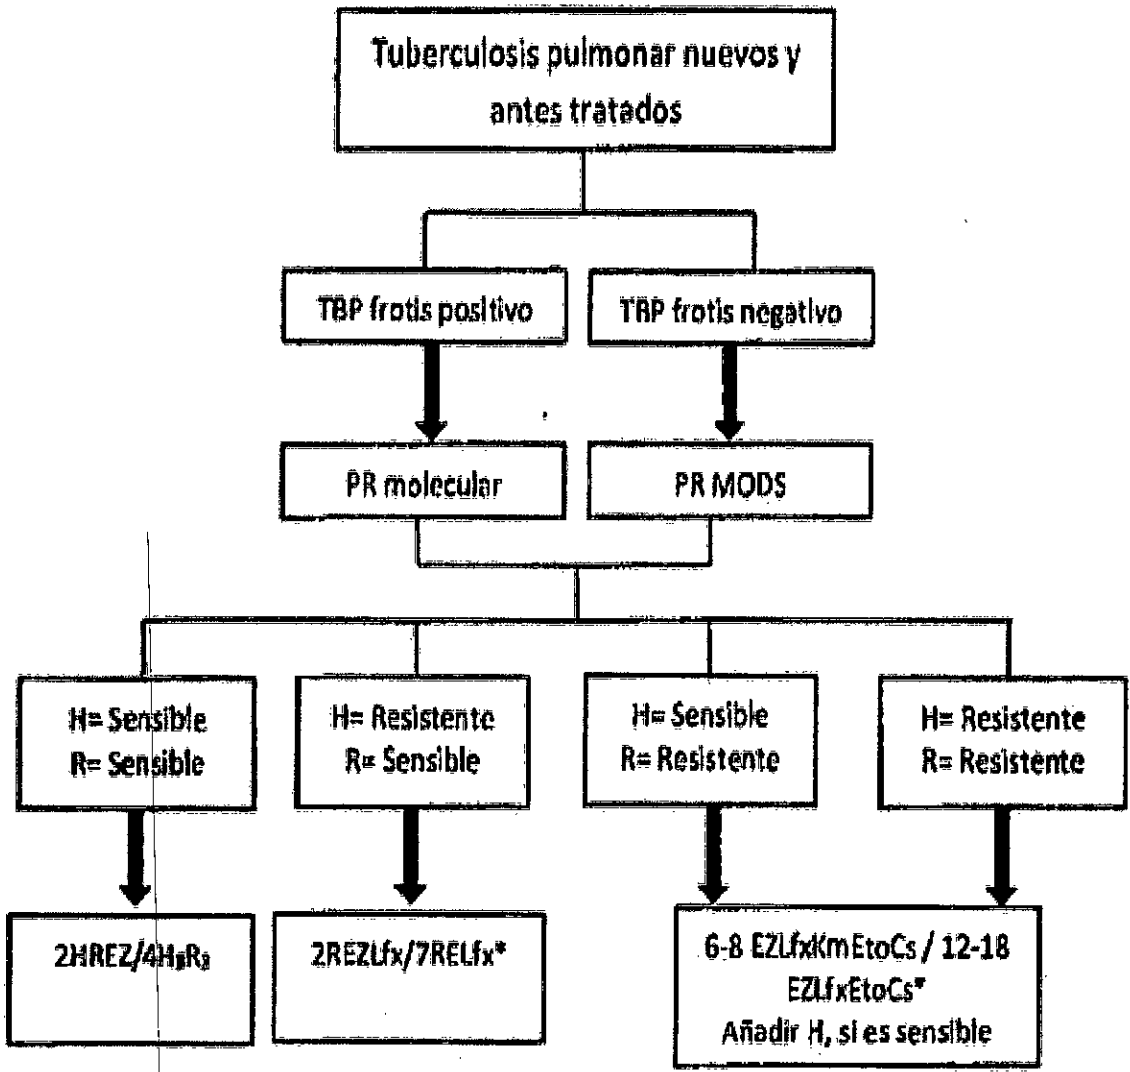 Tuberculosis pulmonar nuevos y
antes tratados
TBP frotis positivo
TBP frotis negativo
PR molecular
PR MODS
H= Sensible
R= Sensible
H= Resistente
R= Sensible
H= Sensible
R= Resistente
H= Resistente
R= Resistente
2HREZ/4H₃R₃
2REZLfx/7RELfx*
6-8 EZLfxKmEtoCs / 12-18
EZLfxEtoCs*
Añadir H, si es sensible